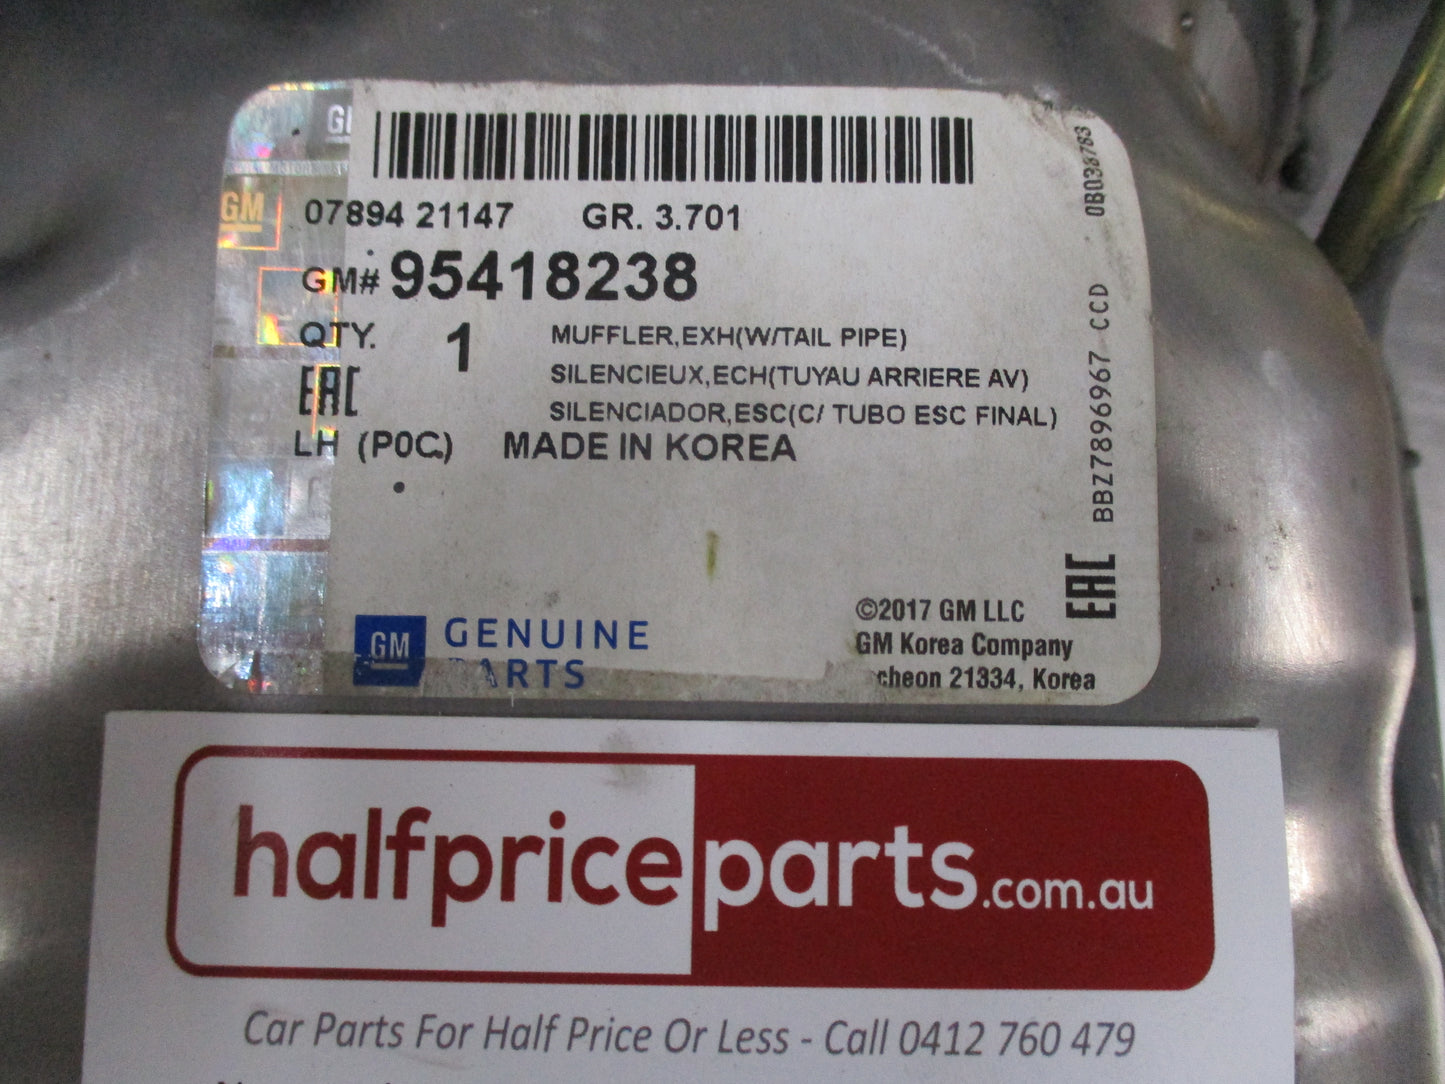 GM
GM
07894 21147 GR. 3.701
GM# 95418238
QTY. 1 MUFFLER,EXH(W/TAIL PIPE)
SILENCIEUX,ECH(TUYAU ARRIERE AV)
EAC
SILENCIADOR,ESC(C/ TUBO ESC FINAL)
LH (P0C) MADE IN KOREA
0B038783
BBZ7896967 CCD
EAC
GM GENUINE
PARTS
©2017 GM LLC
GM Korea Company
cheon 21334, Korea
halfpriceparts.com.au
Car Parts For Half Price Or Less - Call 0412 760 479